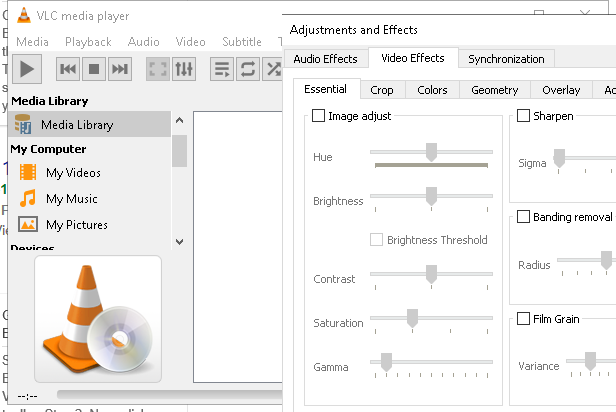 VLC media player
Media Playback Audio Video Subtitle
Media Library
Media Library
My Computer
My Videos
My Music
My Pictures
Devices
--:--
Adjustments and Effects
Audio Effects Video Effects Synchronization
Essential Crop Colors Geometry Overlay
Image adjust
Hue
Brightness
Brightness Threshold
Contrast
Saturation
Gamma
Sharpen
Sigma
Banding removal
Radius
Film Grain
Variance